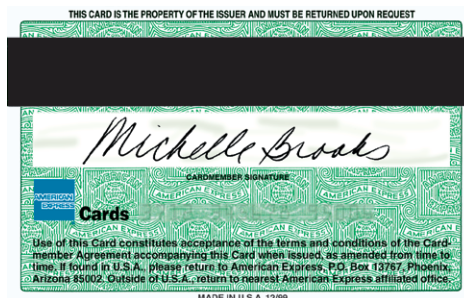 THIS CARD IS THE PROPERTY OF THE ISSUER AND MUST BE RETURNED UPON REQUEST
Michelle Brooks
CARDMEMBER SIGNATURE
AMERICAN
EXPRESS
Cards
Use of this Card constitutes acceptance of the terms and conditions of the Card-
member Agreement accompanying this Card when issued, as amended from time to
time. If found in U.S.A., please return to American Express, P.O. Box 13767, Phoenix,
Arizona 85002. Outside of U.S.A., return to nearest American Express affiliated office.
MADE IN U.S.A. 12/99